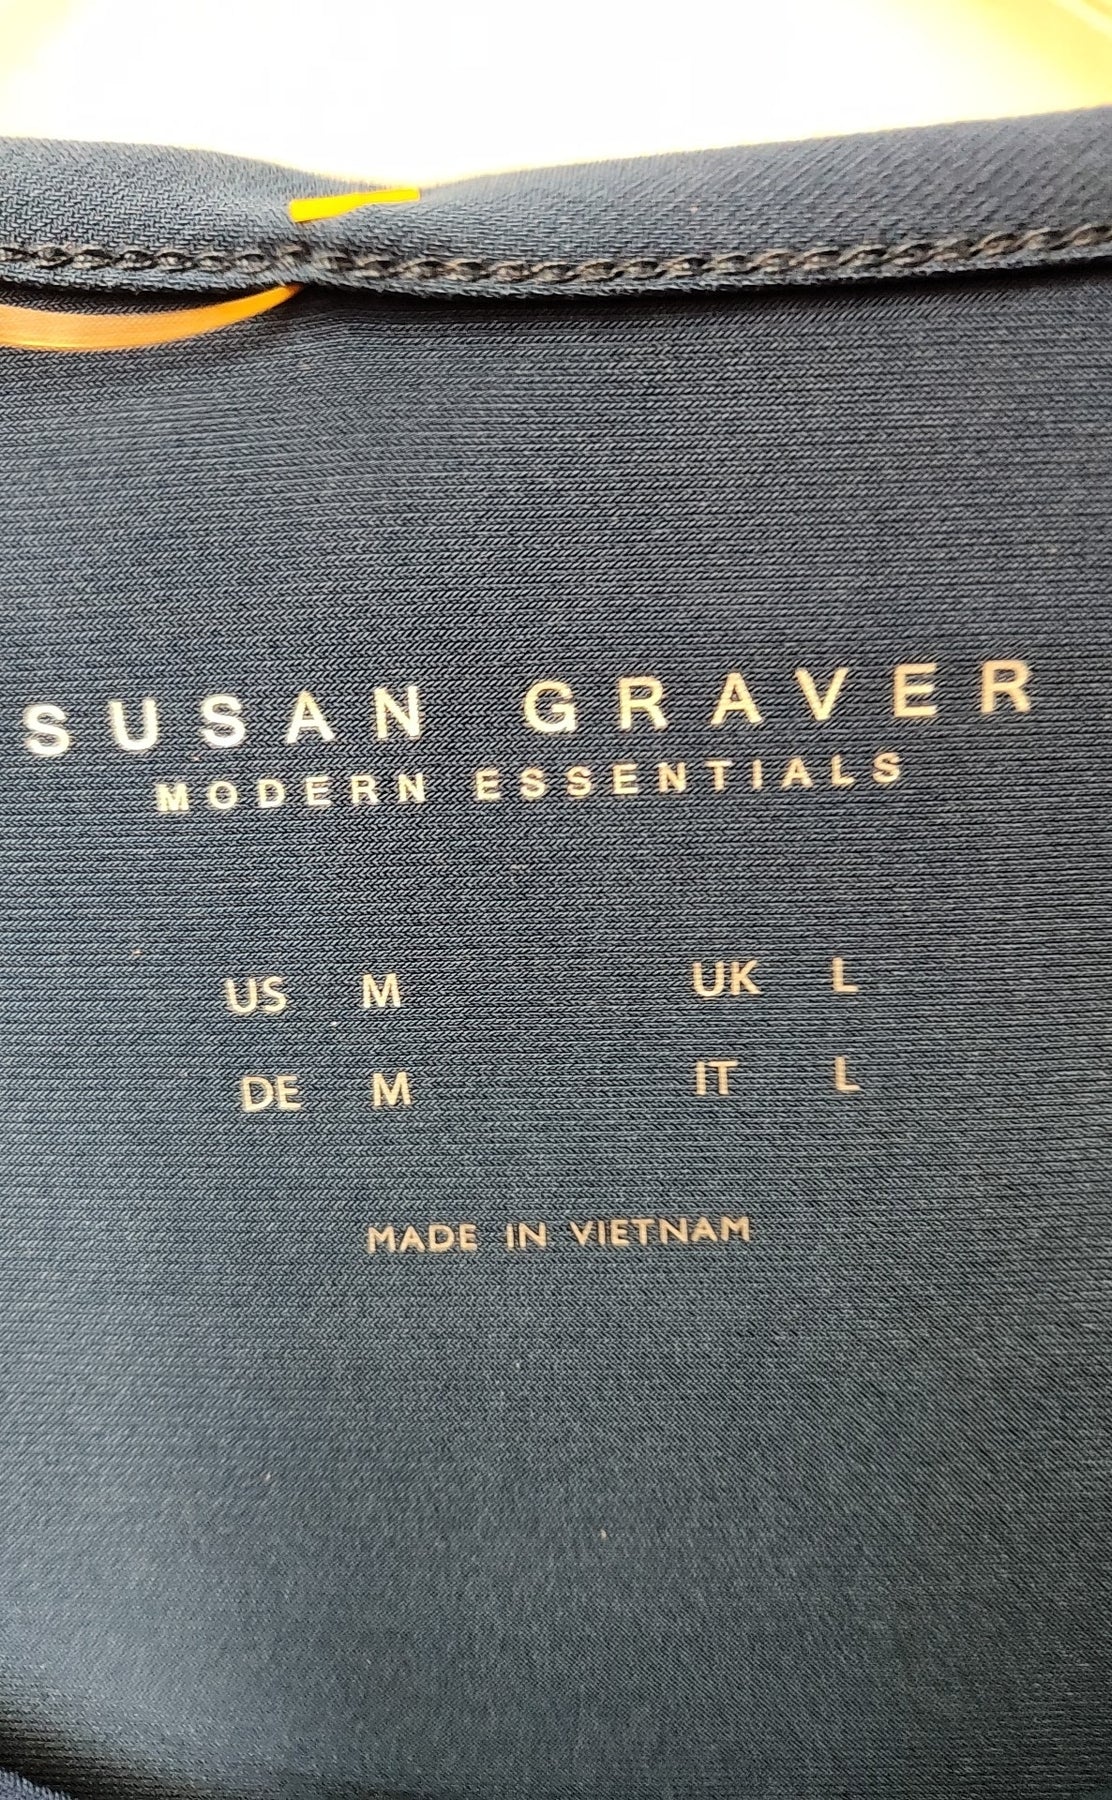 SUSAN GRAVER
MODERN ESSENTIALS
US M UK L
DE M IT L
MADE IN VIETNAM